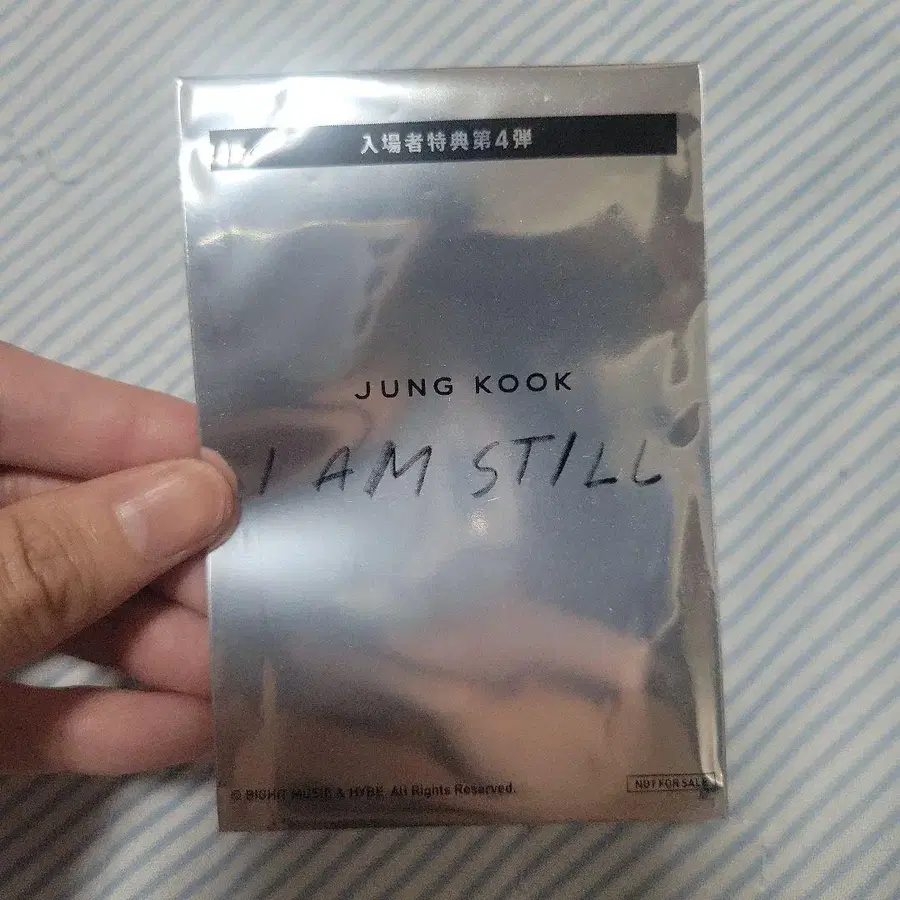 入場者特典第4弾
JUNG KOOK
I AM STILL
© BIGHIT MUSIC & HYBE. All Rights Reserved.
NOT FOR SALE